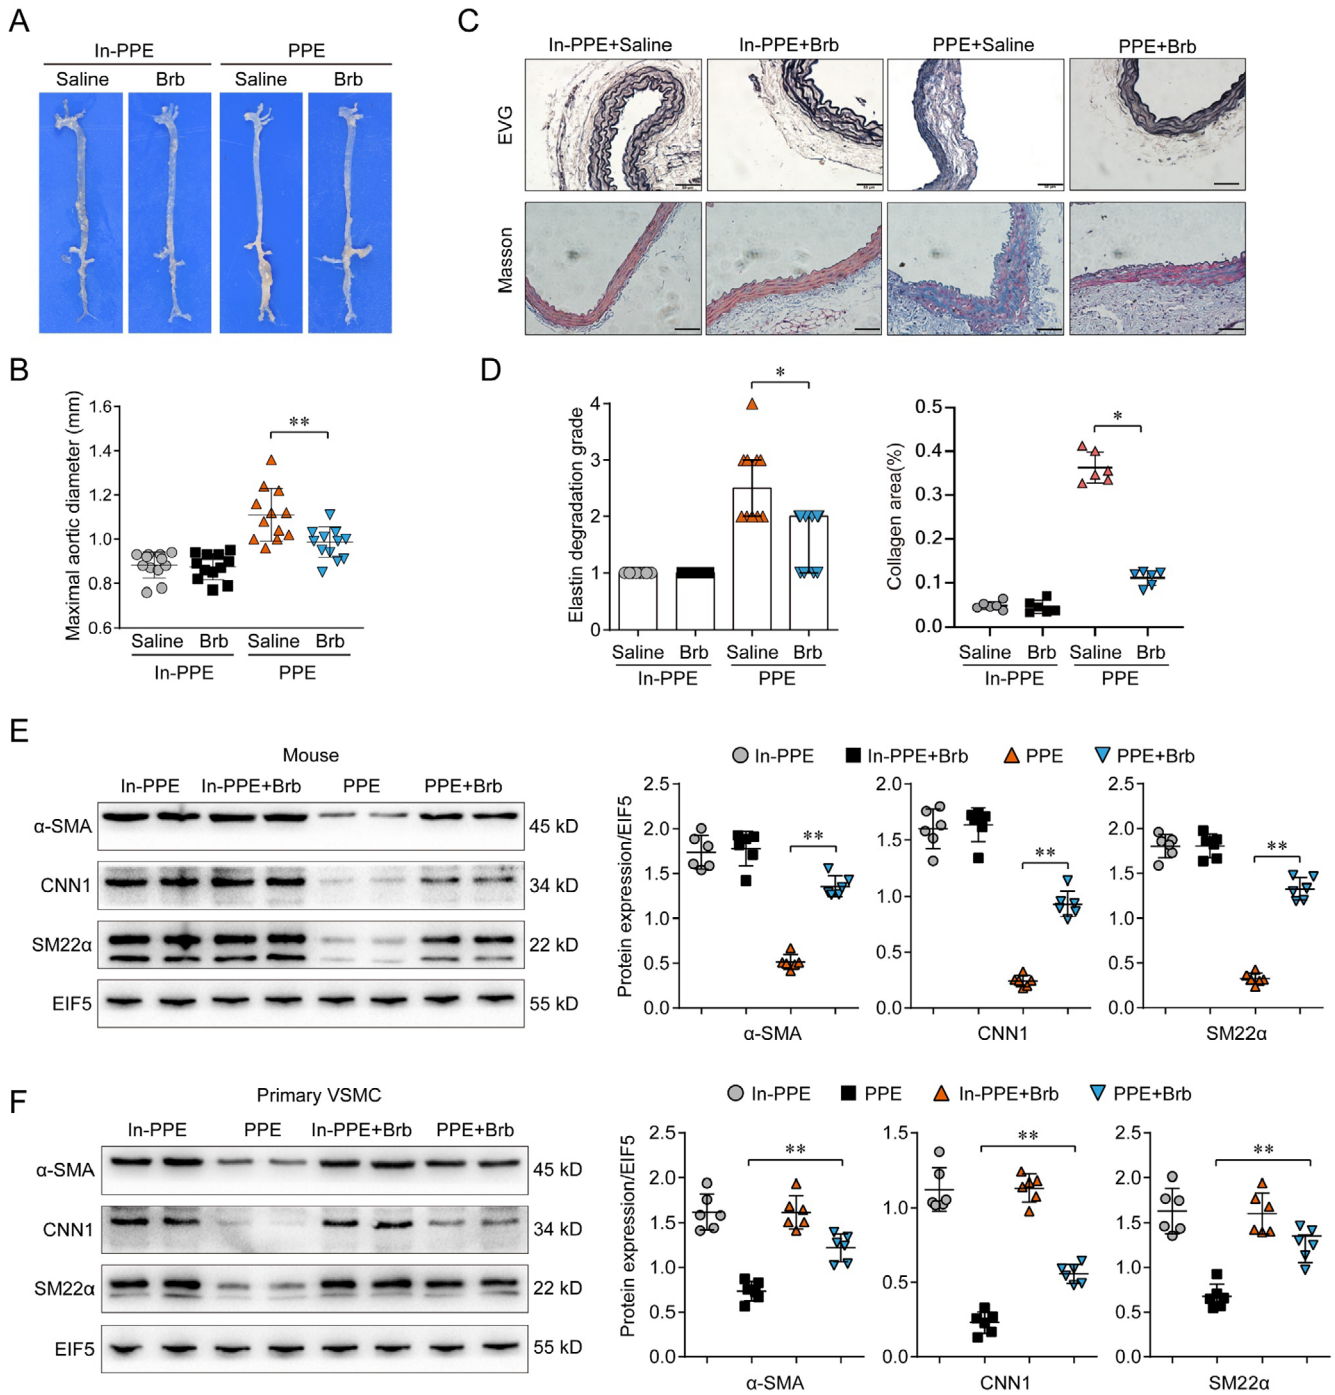 A
In-PPE PPE
Saline Brb Saline Brb
C
In-PPE+Saline In-PPE+Brb PPE+Saline PPE+Brb
EVG
Masson
B
Maximal aortic diameter (mm)
1.6
1.4
1.2
1.0
0.8
0.6
**
Saline Brb Saline Brb
In-PPE PPE
D
Elastin degradation grade
4
3
2
1
0
*
Saline Brb Saline Brb
In-PPE PPE
Collagen area(%)
0.5
0.4
0.3
0.2
0.1
0.0
*
Saline Brb Saline Brb
In-PPE PPE
E
Mouse
In-PPE In-PPE+Brb PPE PPE+Brb
α-SMA 45 kD
CNN1 34 kD
SM22α 22 kD
EIF5 55 kD
In-PPE In-PPE+Brb PPE PPE+Brb
Protein expression/EIF5
2.5
2.0
1.5
1.0
0.5
0.0
**
α-SMA
2.0
1.5
1.0
0.5
0.0
**
CNN1
2.5
2.0
1.5
1.0
0.5
0.0
**
SM22α
F
Primary VSMC
In-PPE PPE In-PPE+Brb PPE+Brb
α-SMA 45 kD
CNN1 34 kD
SM22α 22 kD
EIF5 55 kD
In-PPE PPE In-PPE+Brb PPE+Brb
Protein expression/EIF5
2.5
2.0
1.5
1.0
0.5
0.0
**
α-SMA
1.5
1.0
0.5
0.0
**
CNN1
2.5
2.0
1.5
1.0
0.5
0.0
**
SM22α